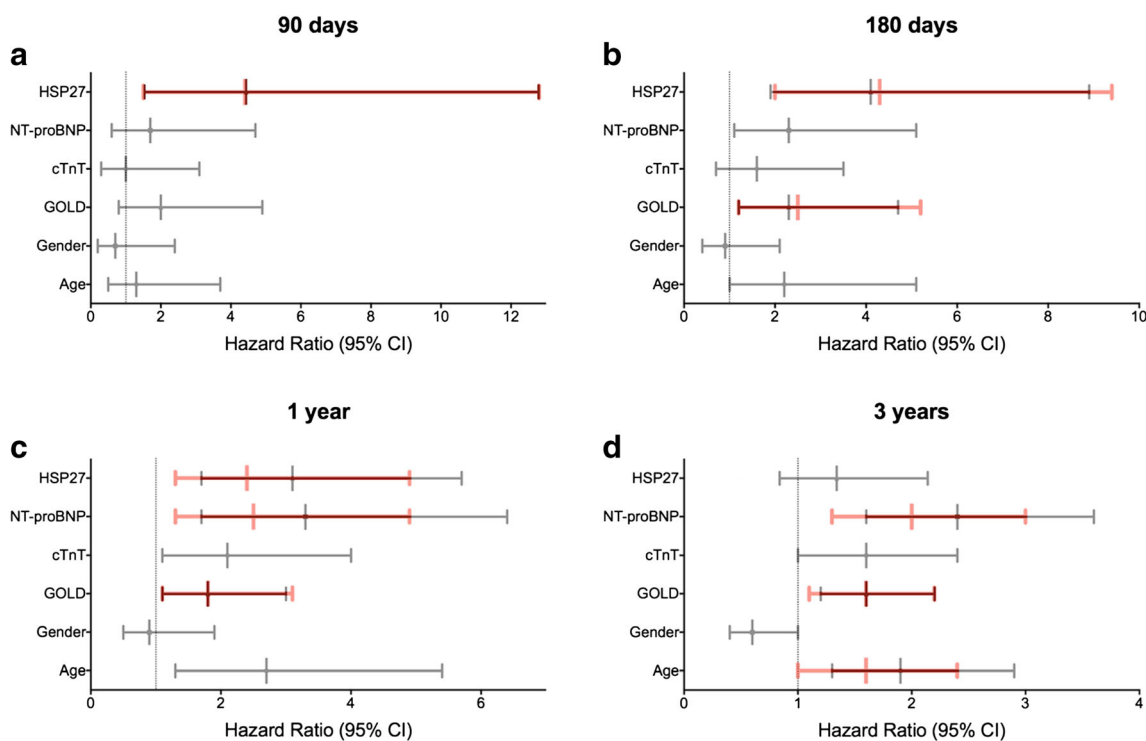 90 days
a
HSP27
NT-proBNP
cTnT
GOLD
Gender
Age
0 2 4 6 8 10 12
Hazard Ratio (95% CI)
180 days
b
HSP27
NT-proBNP
cTnT
GOLD
Gender
Age
0 2 4 6 8 10
Hazard Ratio (95% CI)
1 year
c
HSP27
NT-proBNP
cTnT
GOLD
Gender
Age
0 2 4 6
Hazard Ratio (95% CI)
3 years
d
HSP27
NT-proBNP
cTnT
GOLD
Gender
Age
0 1 2 3 4
Hazard Ratio (95% CI)